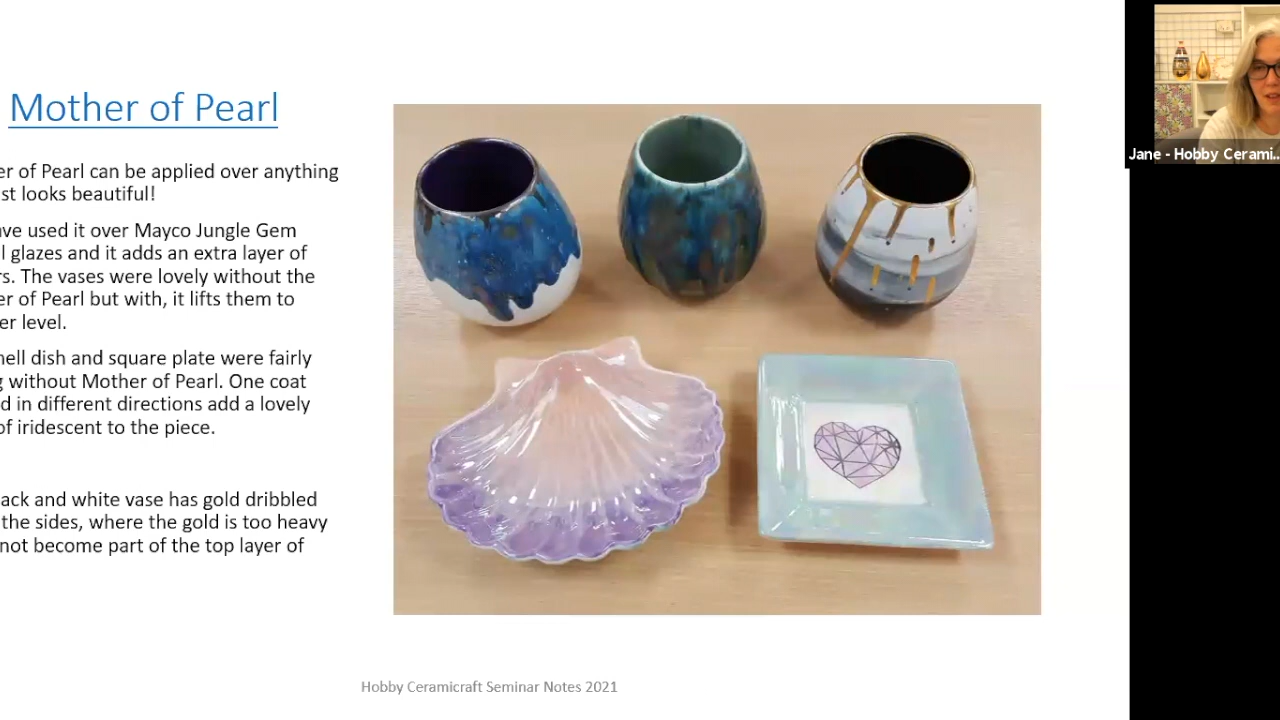 Mother of Pearl
er of Pearl can be applied over anything
st looks beautiful!
ave used it over Mayco Jungle Gem
l glazes and it adds an extra layer of
rs. The vases were lovely without the
er of Pearl but with, it lifts them to
er level.
hell dish and square plate were fairly
g without Mother of Pearl. One coat
d in different directions add a lovely
of iridescent to the piece.
ack and white vase has gold dribbled
the sides, where the gold is too heavy
not become part of the top layer of
Hobby Ceramicraft Seminar Notes 2021
Jane - Hobby Cerami...